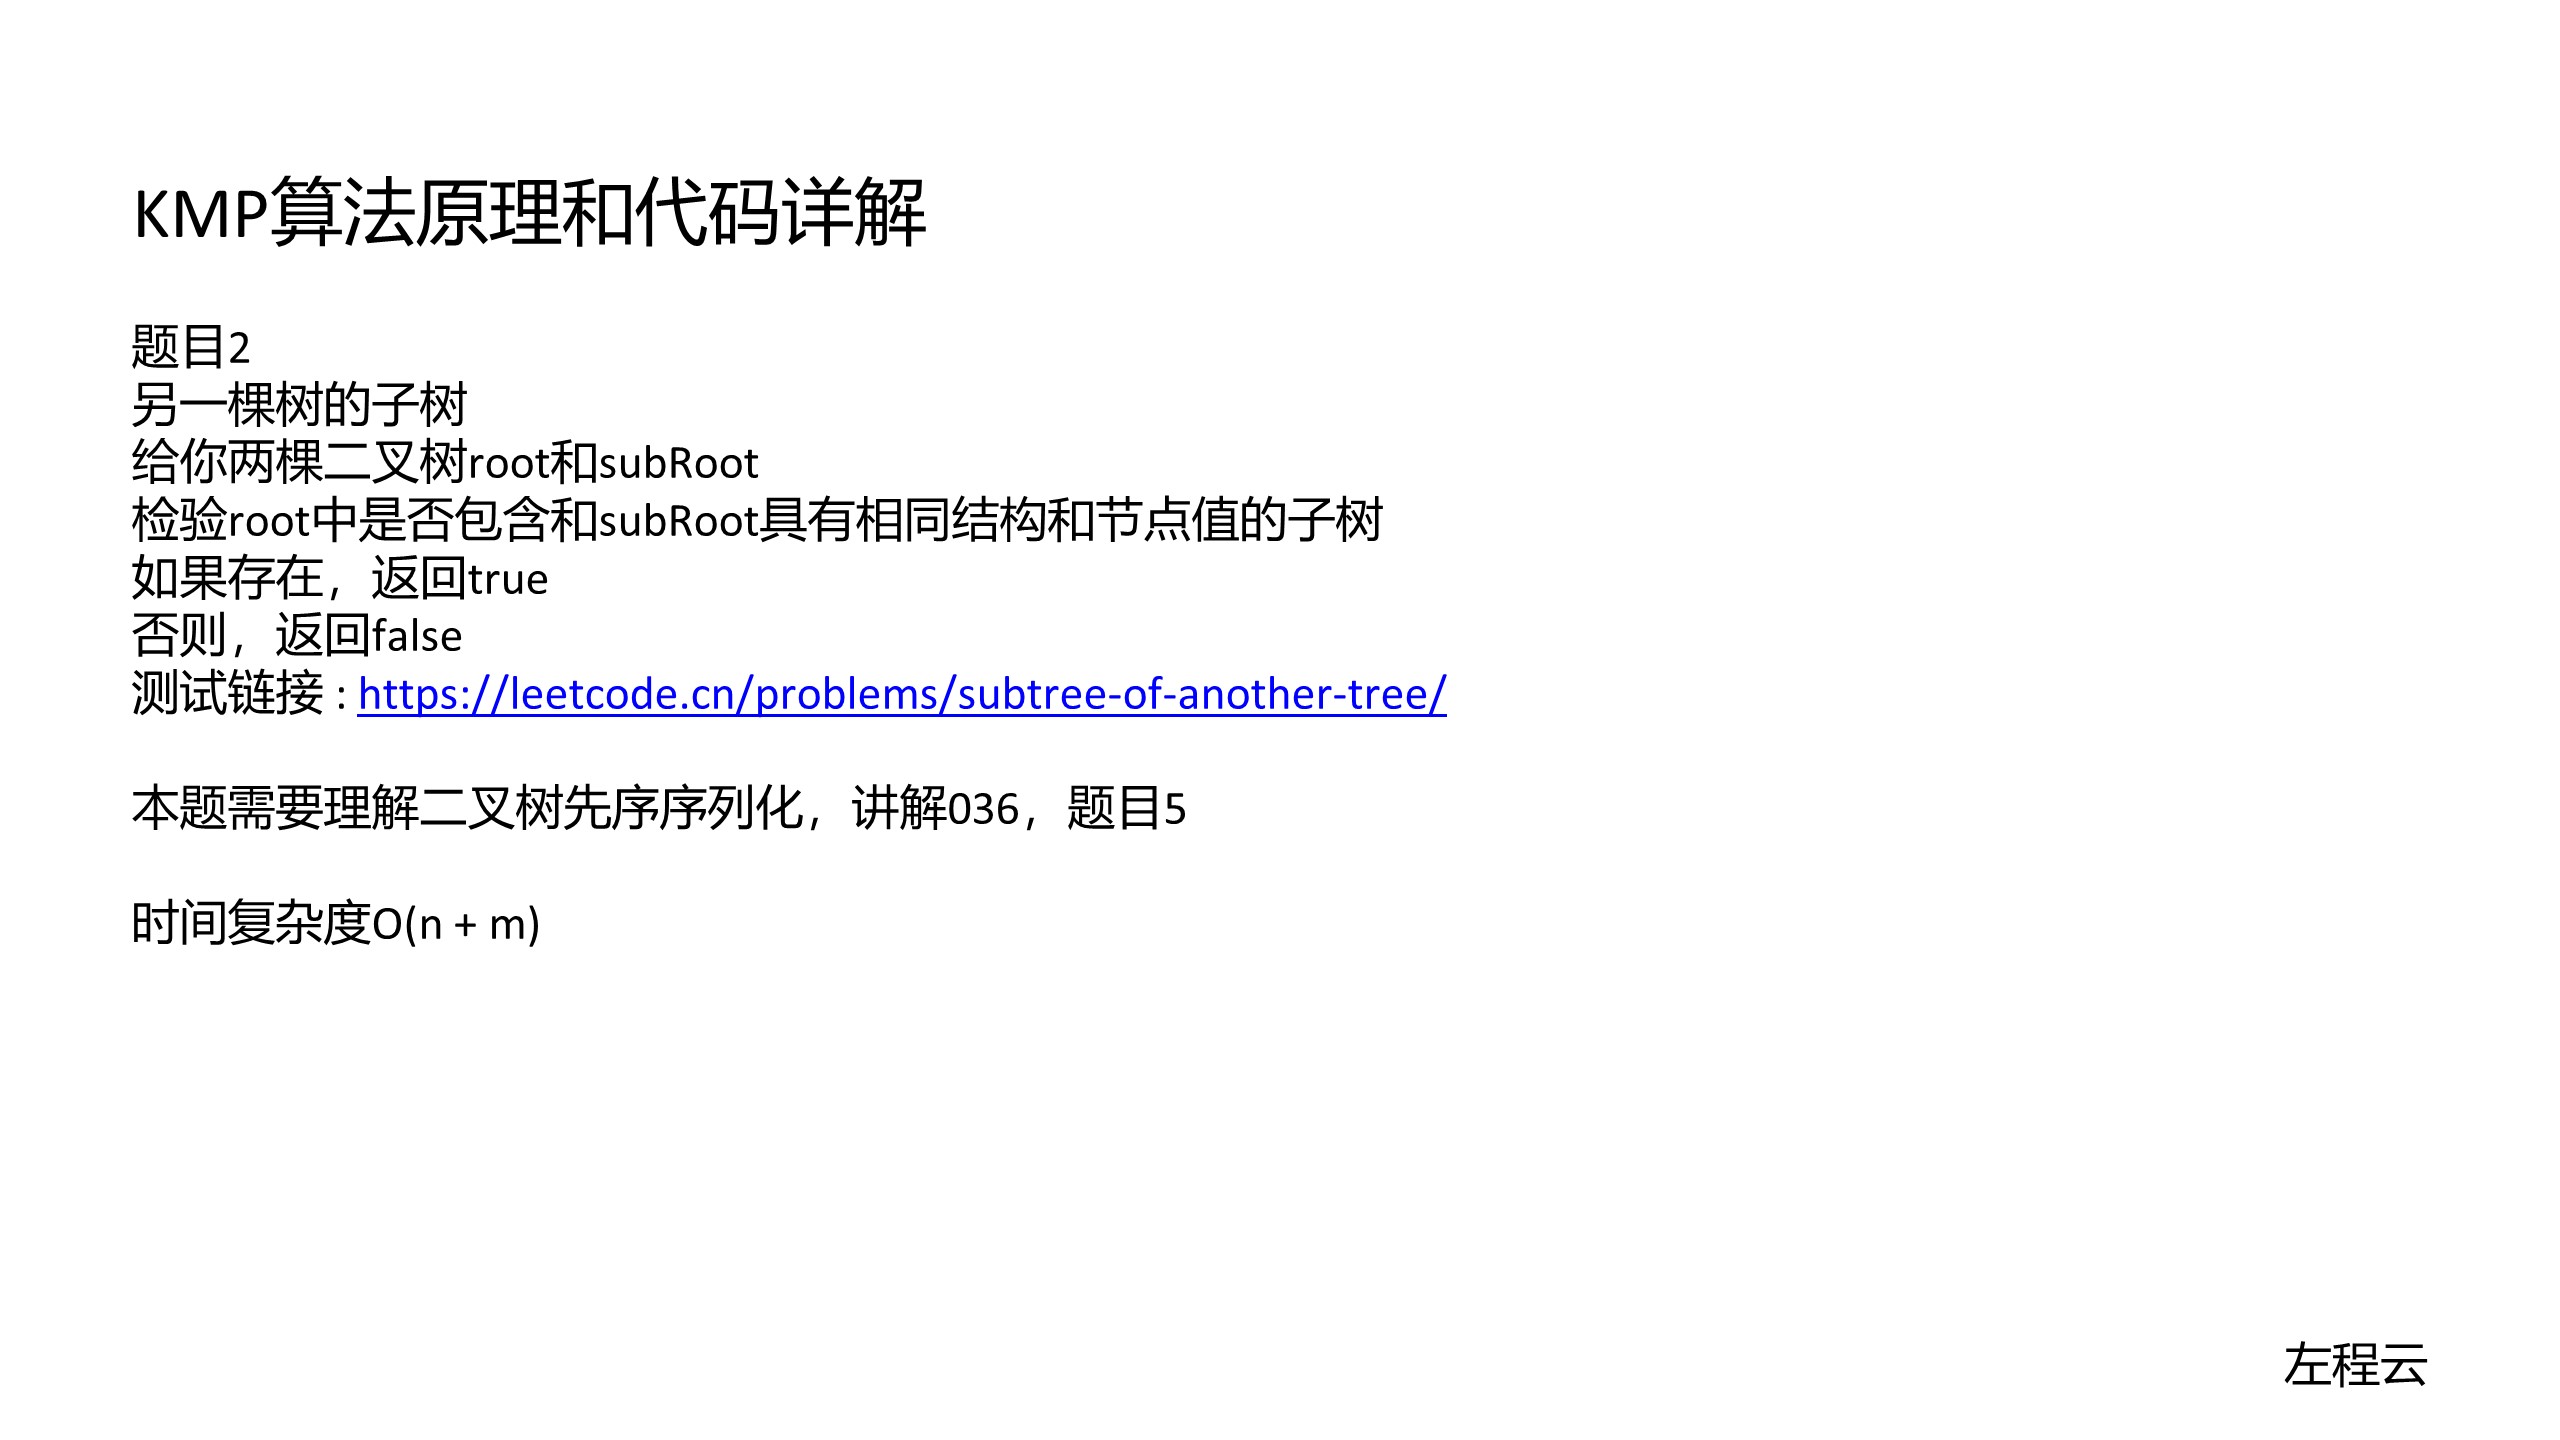 KMP算法原理和代码详解
题目2
另一棵树的子树
给你两棵二叉树root和subRoot
检验root中是否包含和subRoot具有相同结构和节点值的子树
如果存在，返回true
否则，返回false
测试链接 : https://leetcode.cn/problems/subtree-of-another-tree/
本题需要理解二叉树先序序列化，讲解036，题目5
时间复杂度O(n + m)
左程云